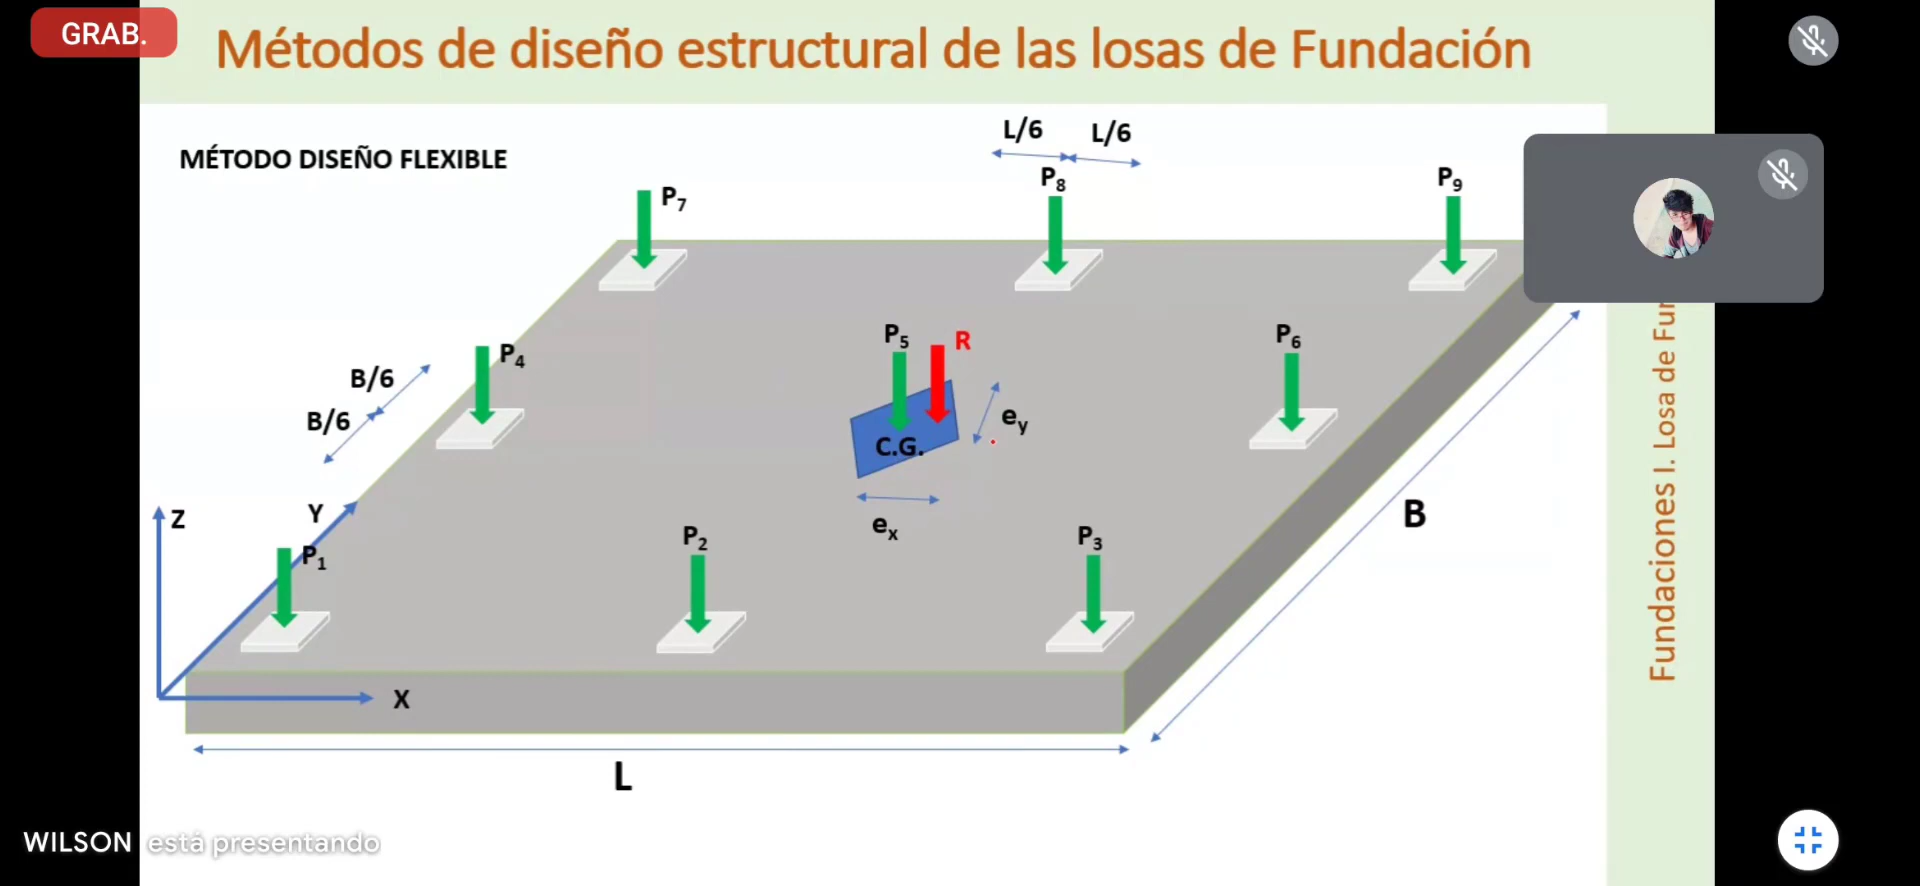 GRAB.
Métodos de diseño estructural de las losas de Fundación
L/6 L/6
MÉTODO DISEÑO FLEXIBLE
P7 P8 P9
P4 P5 R P6
B/6
B/6
ey
C.G.
ex
Z Y
P1 P2 P3
X
B
L
Fundaciones I. Losa de
WILSON está presentando